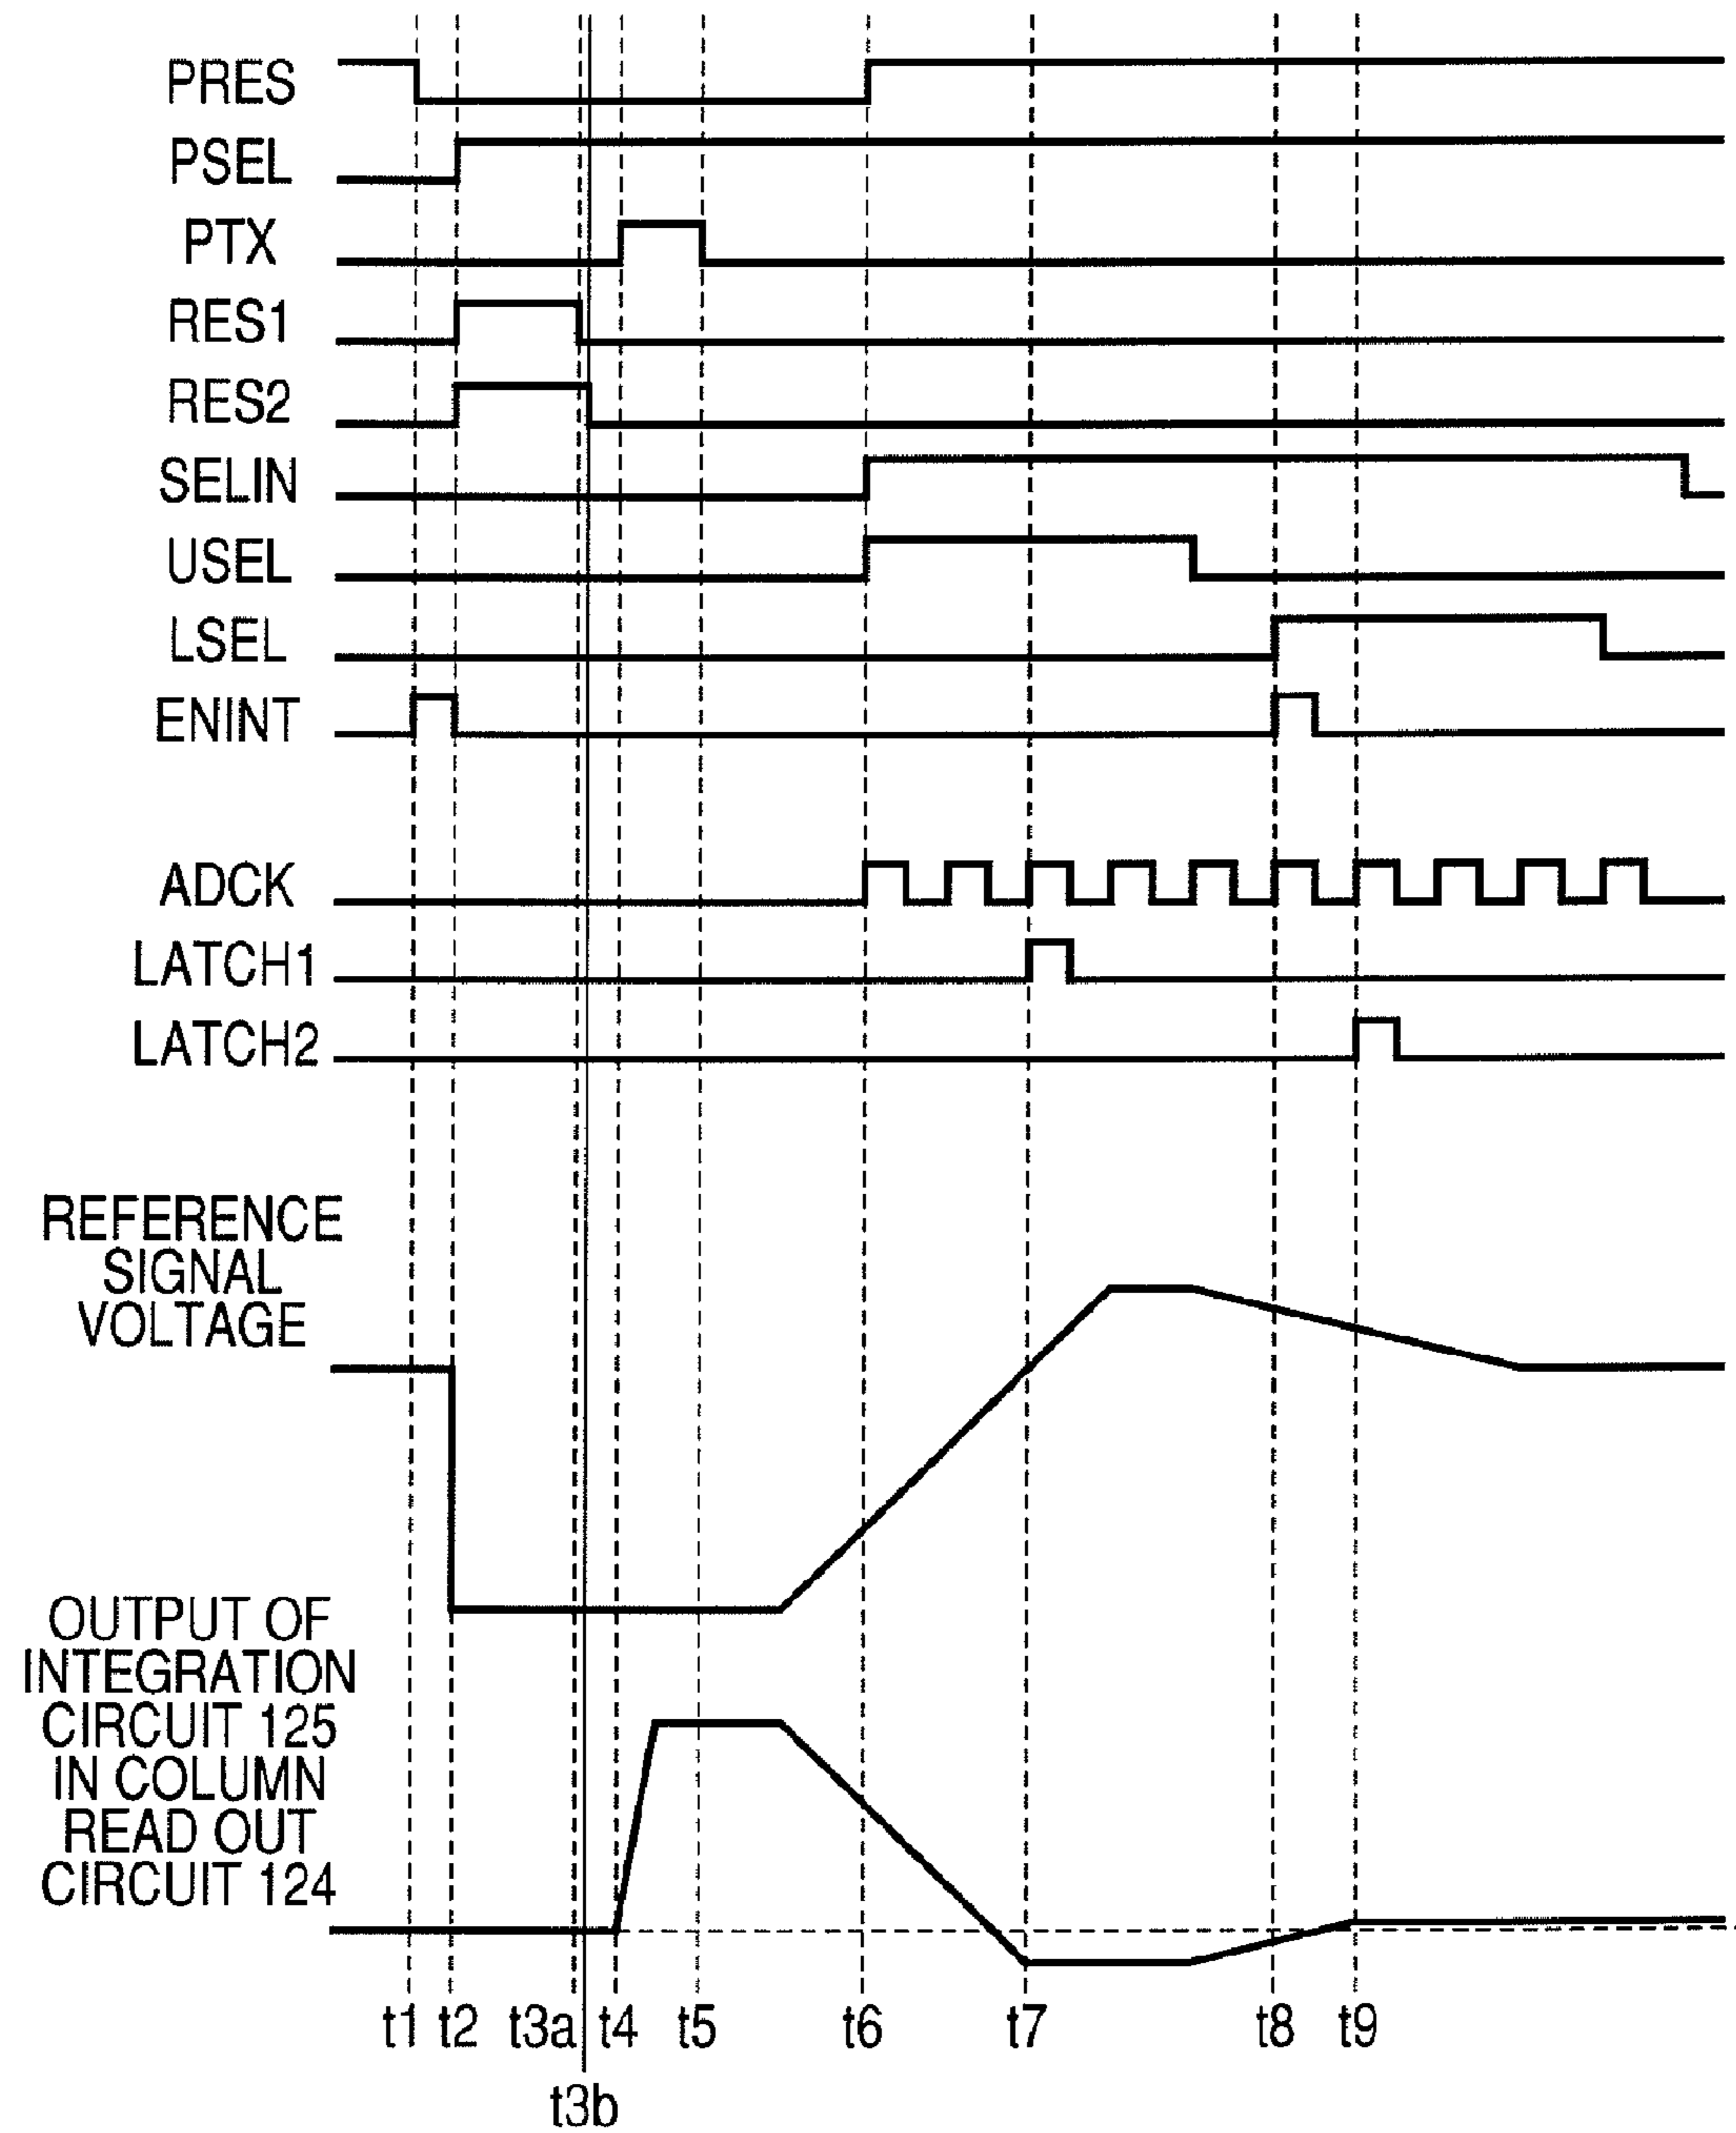 PRES
PSEL
PTX
RES1
RES2
SELIN
USEL
LSEL
ENINT
ADCK
LATCH1
LATCH2
REFERENCE
SIGNAL
VOLTAGE
OUTPUT OF
INTEGRATION
CIRCUIT 125
IN COLUMN
READ OUT
CIRCUIT 124
t1 t2 t3a t4 t5 t6 t7 t8 t9
t3b